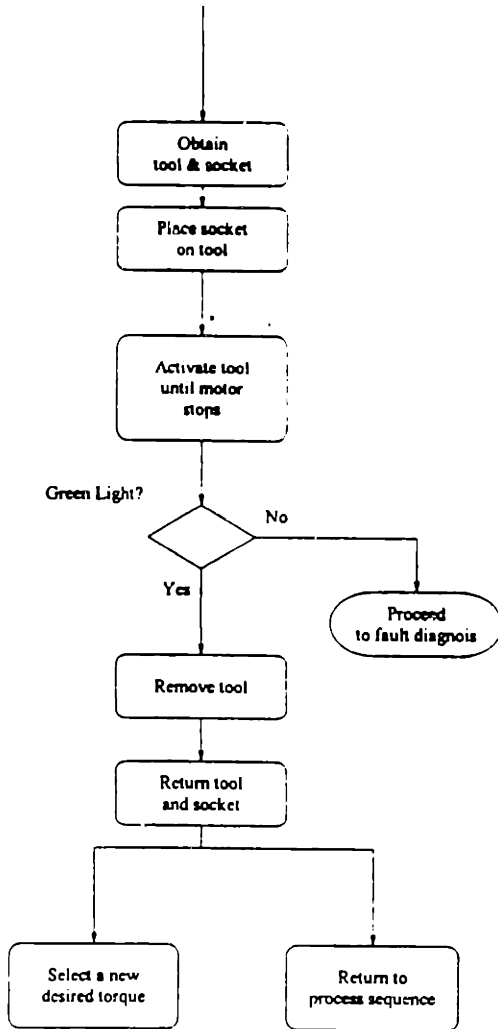 Obtain
tool & socket
Place socket
on tool
Activate tool
until motor
stops
Green Light?
No
Yes
Proceed
to fault diagnois
Remove tool
Return tool
and socket
Select a new
desired torque
Return to
process sequence